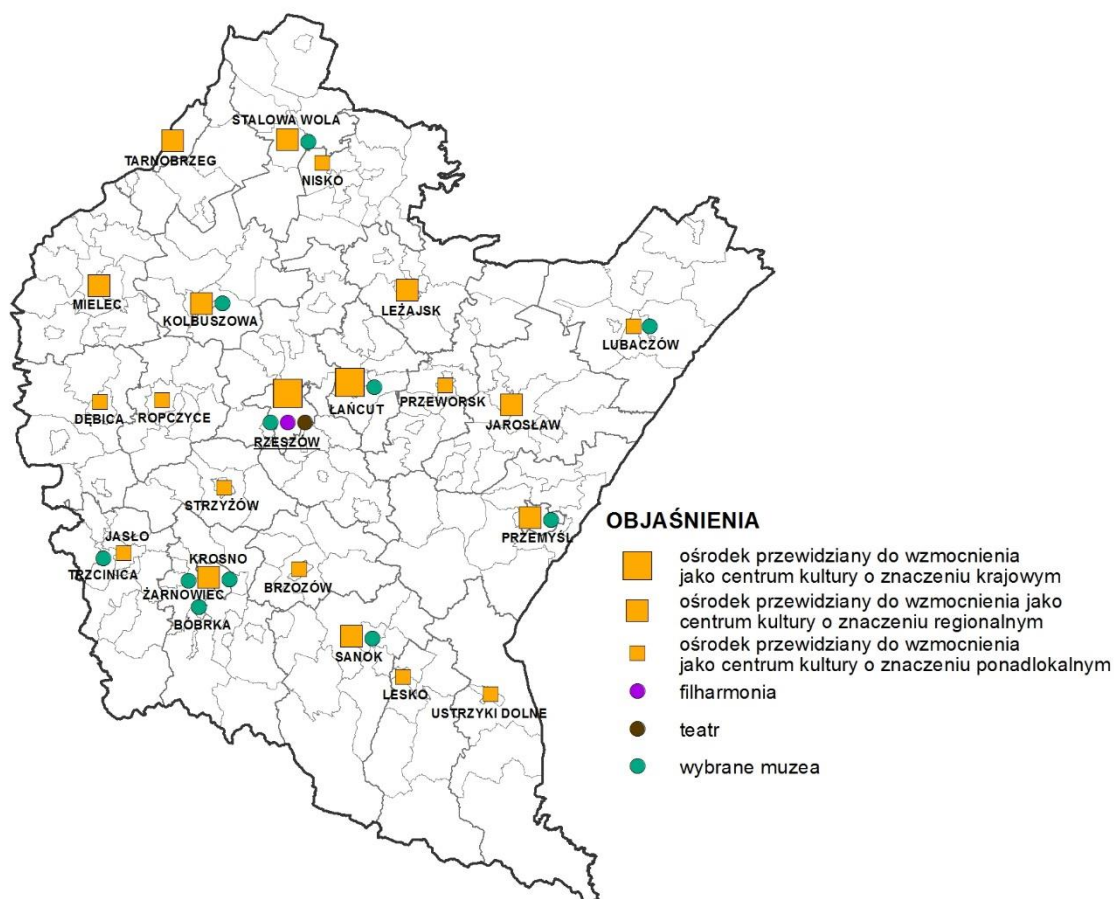 STALOWA WOLA
TARNOBRZEG
NISKO
MIELEC
KOLBUSZOWA
LEŻAJSK
LUBACZÓW
DĘBICA
ROPCZYCE
RZESZÓW
ŁAŃCUT
PRZEWORSK
JAROSŁAW
STRZYŻÓW
PRZEMYŚL
JASŁO
TRZCINICA
KROSNO
ŻARNOWIEC
BÓBRKA
BRZOZÓW
SANOK
LESKO
USTRZYKI DOLNE
OBJAŚNIENIA
ośrodek przewidziany do wzmocnienia
jako centrum kultury o znaczeniu krajowym
ośrodek przewidziany do wzmocnienia jako
centrum kultury o znaczeniu regionalnym
ośrodek przewidziany do wzmocnienia
jako centrum kultury o znaczeniu ponadlokalnym
filharmonia
teatr
wybrane muzea